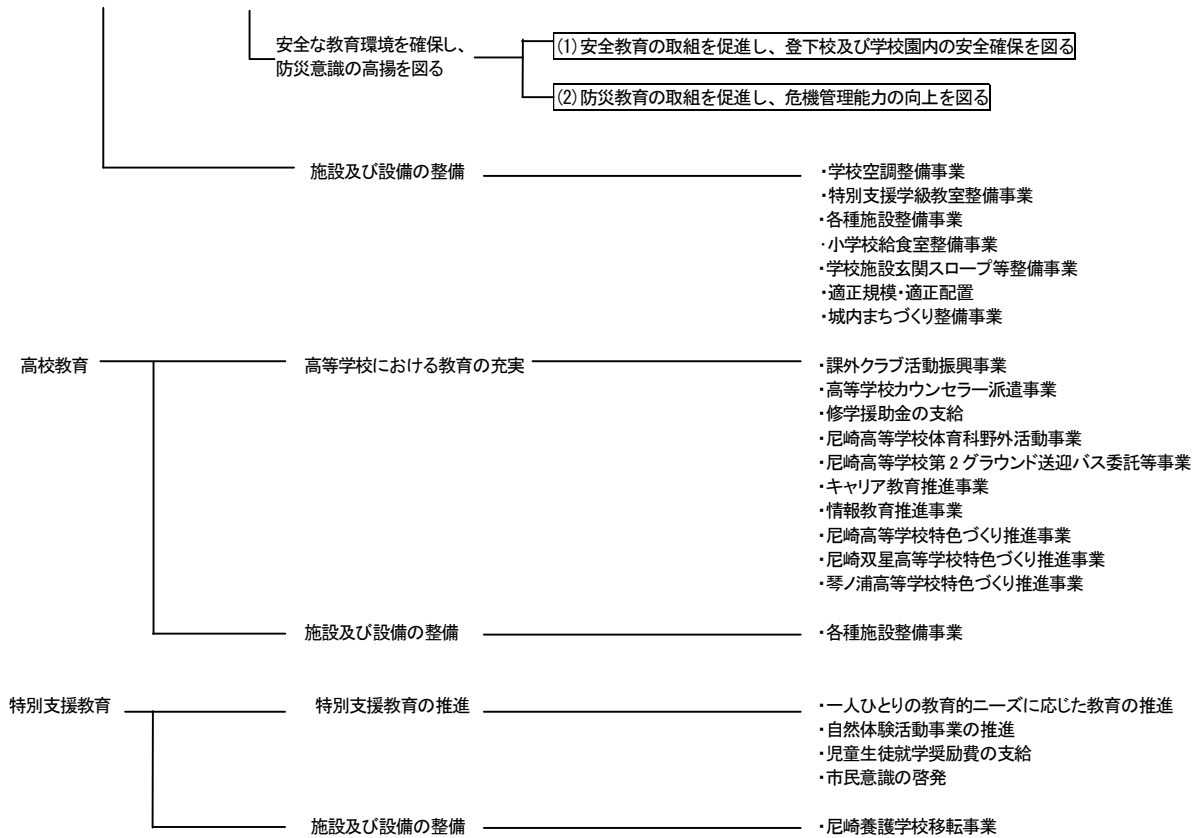 安全な教育環境を確保し、
防災意識の高揚を図る
(1)安全教育の取組を促進し、登下校及び学校園内の安全確保を図る
(2)防災教育の取組を促進し、危機管理能力の向上を図る
施設及び設備の整備
・学校空調整備事業
・特別支援学級教室整備事業
・各種施設整備事業
・小学校給食室整備事業
・学校施設玄関スロープ等整備事業
・適正規模・適正配置
・城内まちづくり整備事業
高校教育
高等学校における教育の充実
・課外クラブ活動振興事業
・高等学校カウンセラー派遣事業
・修学援助金の支給
・尼崎高等学校体育科野外活動事業
・尼崎高等学校第2グラウンド送迎バス委託等事業
・キャリア教育推進事業
・情報教育推進事業
・尼崎高等学校特色づくり推進事業
・尼崎双星高等学校特色づくり推進事業
・琴ノ浦高等学校特色づくり推進事業
施設及び設備の整備
・各種施設整備事業
特別支援教育
特別支援教育の推進
・一人ひとりの教育的ニーズに応じた教育の推進
・自然体験活動事業の推進
・児童生徒就学奨励費の支給
・市民意識の啓発
施設及び設備の整備
・尼崎養護学校移転事業